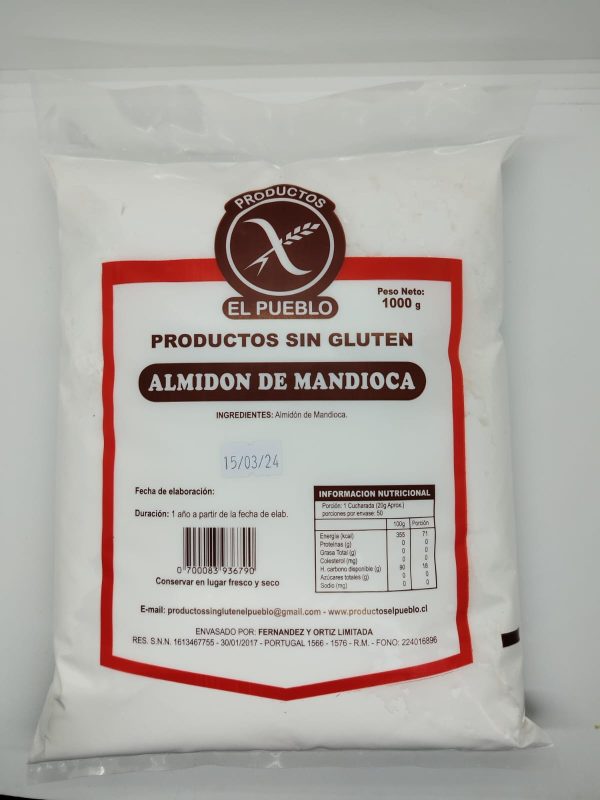 PRODUCTOS
EL PUEBLO
Peso Neto:
1000 g
PRODUCTOS SIN GLUTEN
ALMIDON DE MANDIOCA
INGREDIENTES: Almidón de Mandioca.
15/03/24
Fecha de elaboración:
Duración: 1 año a partir de la fecha de elab.
0 700083 936790
Conservar en lugar fresco y seco
INFORMACION NUTRICIONAL
Porción: 1 Cucharada (20g Aprox.)
porciones por envase: 50
100g Porción
Energía (kcal) 355 71
Proteínas (g) 0 0
Grasa Total (g) 0 0
Colesterol (mg) 0 0
H. carbono disponible (g) 90 18
Azúcares totales (g) 0 0
Sodio (mg) 0 0
E-mail: productossinglutenelpueblo@gmail.com - www.productoselpueblo.cl
ENVASADO POR: FERNANDEZ Y ORTIZ LIMITADA
RES. S.N.N. 1613467755 - 30/01/2017 - PORTUGAL 1566 - 1576 - R.M. - FONO: 224016896